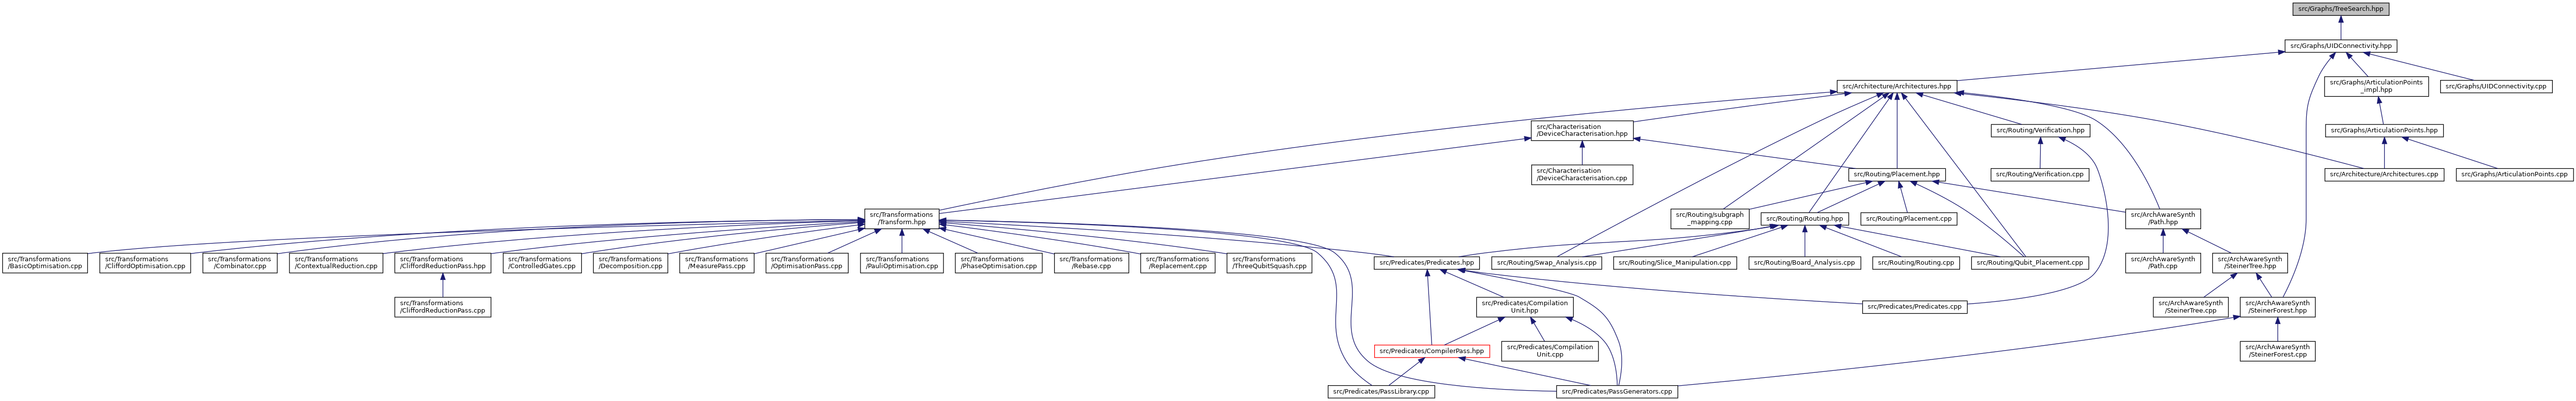 src/Graphs/TreeSearch.hpp
src/Graphs/UIDConnectivity.hpp
src/Architecture/Architectures.hpp
src/Graphs/ArticulationPoints
_impl.hpp
src/Graphs/UIDConnectivity.cpp
src/Characterisation
/DeviceCharacterisation.hpp
src/Routing/Verification.hpp
src/Graphs/ArticulationPoints.hpp
src/Characterisation
/DeviceCharacterisation.cpp
src/Routing/Placement.hpp
src/Routing/Verification.cpp
src/Architecture/Architectures.cpp
src/Graphs/ArticulationPoints.cpp
src/Transformations
/Transform.hpp
src/Routing/subgraph
_mapping.cpp
src/Routing/Routing.hpp
src/Routing/Placement.cpp
src/ArchAwareSynth
/Path.hpp
src/Transformations
/BasicOptimisation.cpp
src/Transformations
/CliffordOptimisation.cpp
src/Transformations
/Combinator.cpp
src/Transformations
/ContextualReduction.cpp
src/Transformations
/CliffordReductionPass.hpp
src/Transformations
/ControlledGates.cpp
src/Transformations
/Decomposition.cpp
src/Transformations
/MeasurePass.cpp
src/Transformations
/OptimisationPass.cpp
src/Transformations
/PauliOptimisation.cpp
src/Transformations
/PhaseOptimisation.cpp
src/Transformations
/Rebase.cpp
src/Transformations
/Replacement.cpp
src/Transformations
/ThreeQubitSquash.cpp
src/Predicates/Predicates.hpp
src/Routing/Swap_Analysis.cpp
src/Routing/Slice_Manipulation.cpp
src/Routing/Board_Analysis.cpp
src/Routing/Routing.cpp
src/Routing/Qubit_Placement.cpp
src/ArchAwareSynth
/Path.cpp
src/ArchAwareSynth
/SteinerTree.hpp
src/Transformations
/CliffordReductionPass.cpp
src/Predicates/Compilation
Unit.hpp
src/Predicates/Predicates.cpp
src/ArchAwareSynth
/SteinerTree.cpp
src/ArchAwareSynth
/SteinerForest.hpp
src/Predicates/CompilerPass.hpp
src/Predicates/Compilation
Unit.cpp
src/ArchAwareSynth
/SteinerForest.cpp
src/Predicates/PassLibrary.cpp
src/Predicates/PassGenerators.cpp